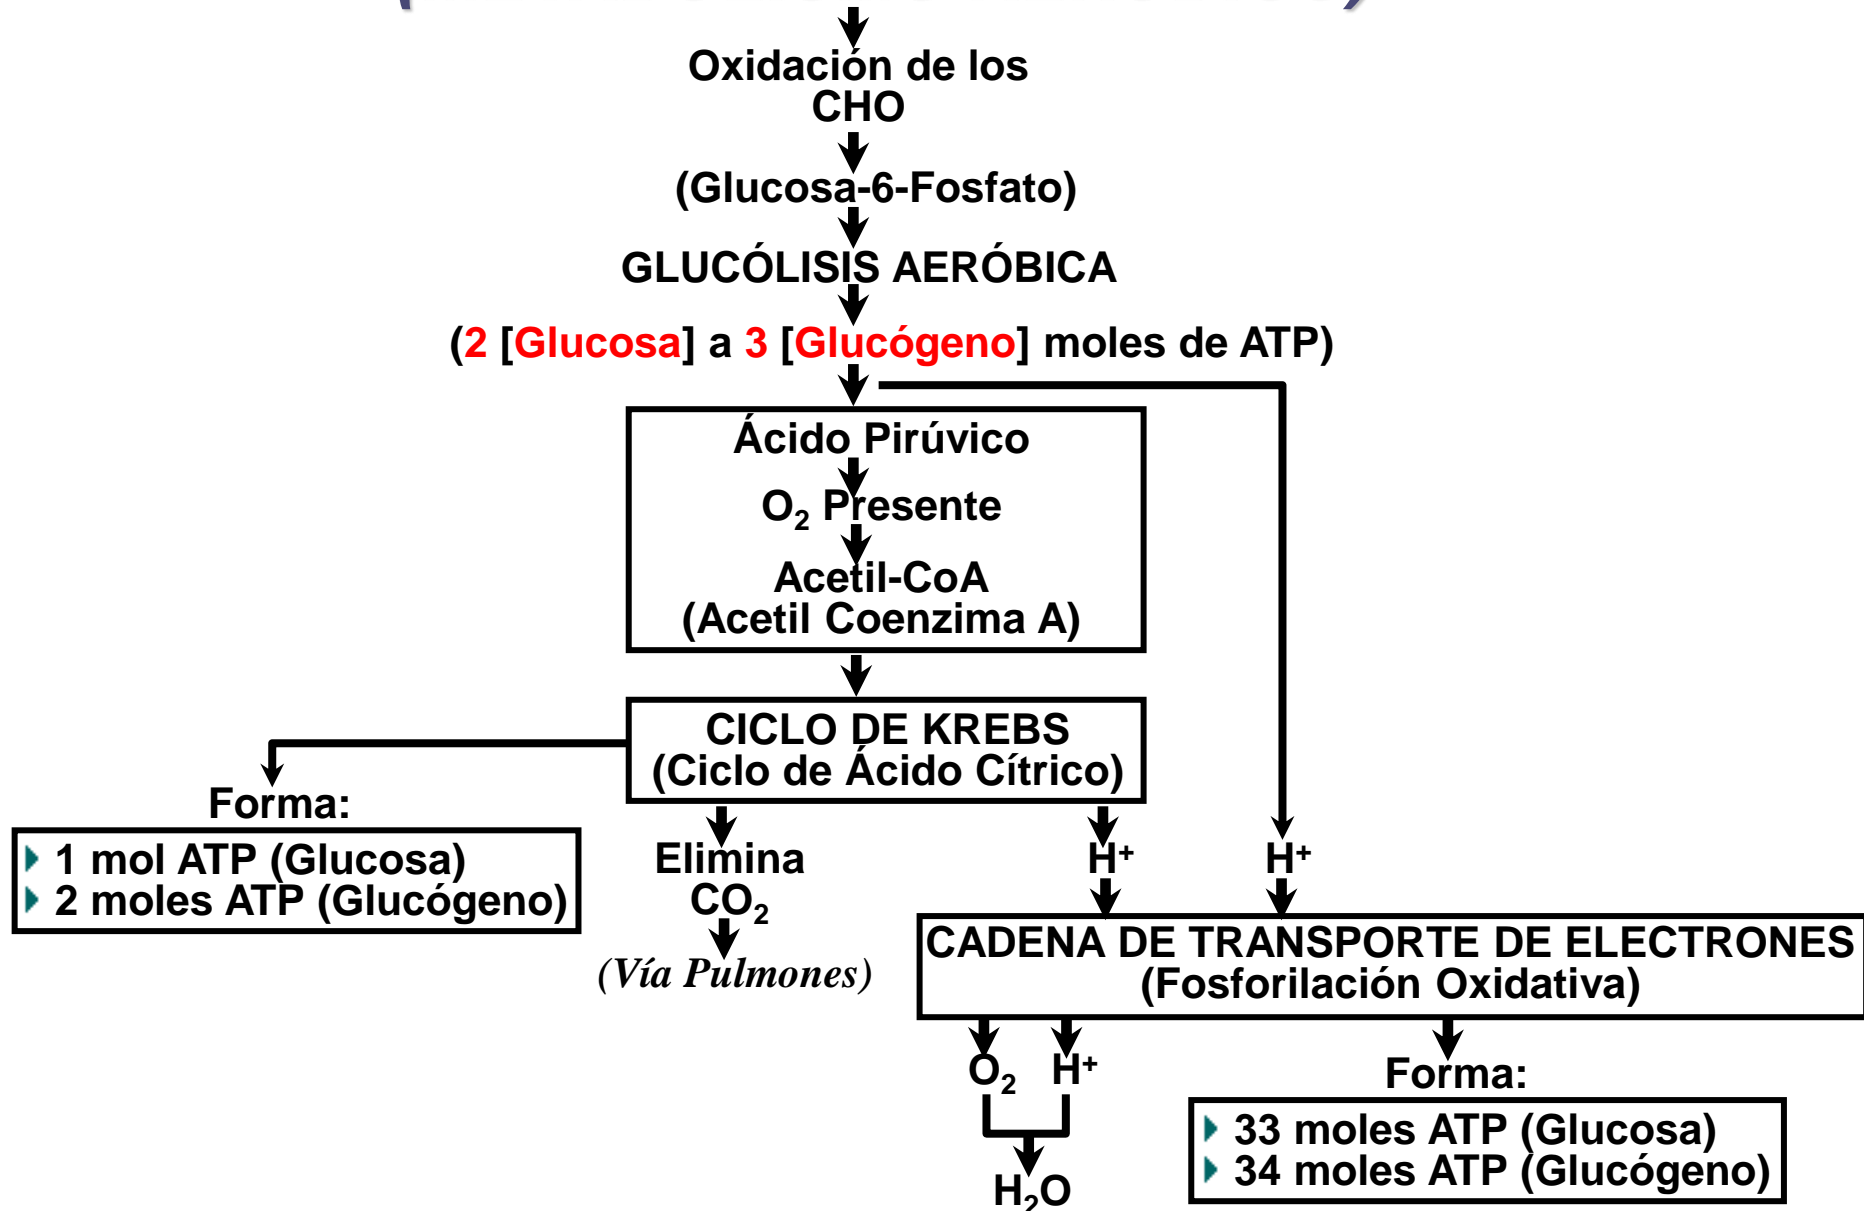 Oxidación de los
CHO
(Glucosa-6-Fosfato)
GLUCÓLISIS AERÓBICA
(2 [Glucosa] a 3 [Glucógeno] moles de ATP)
Ácido Pirúvico
O₂ Presente
Acetil-CoA
(Acetil Coenzima A)
CICLO DE KREBS
(Ciclo de Ácido Cítrico)
Forma:
1 mol ATP (Glucosa)
2 moles ATP (Glucógeno)
Elimina
CO₂
(Vía Pulmones)
H⁺
H⁺
CADENA DE TRANSPORTE DE ELECTRONES
(Fosforilación Oxidativa)
O₂ H⁺
H₂O
Forma:
33 moles ATP (Glucosa)
34 moles ATP (Glucógeno)